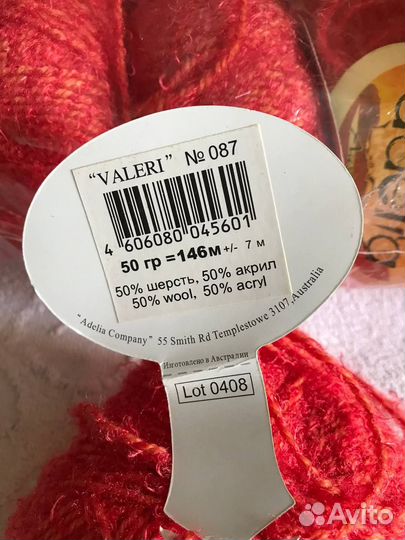 "VALERI" № 087
4 606080 045601
50 гр =146м +/- 7 м
50% шерсть, 50% акрил
50% wool, 50% acryl
"Adelia Company" 55 Smith Rd Templestowe 3107, Australia
Изготовлено в Австралии
Lot 0408
Avito